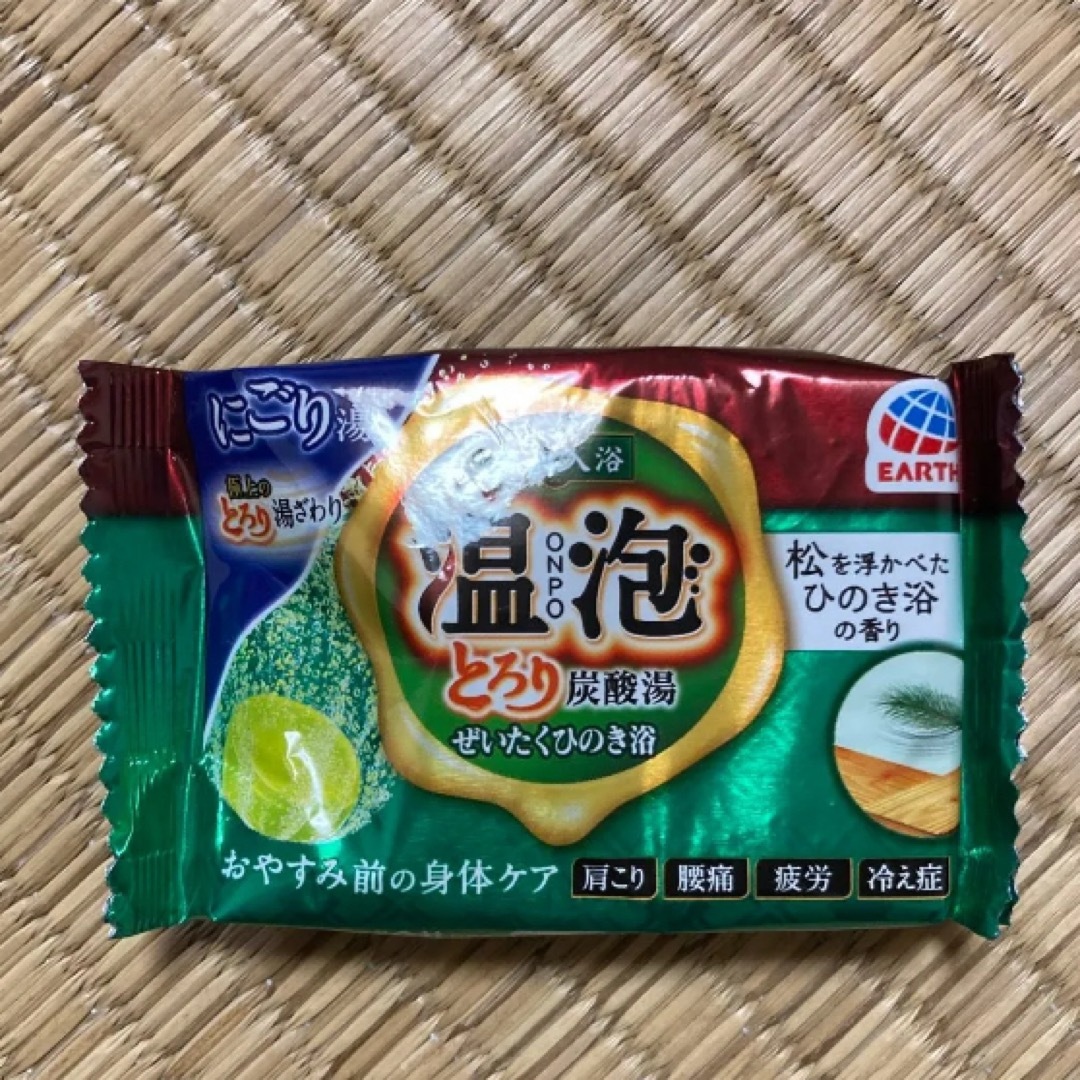 にごり湯
極上の
とろり湯ざわり
入浴
温泡
ONPO
とろり炭酸湯
ぜいたくひのき浴
EARTH
松を浮かべた
ひのき浴
の香り
おやすみ前の身体ケア
肩こり 腰痛 疲労 冷え症